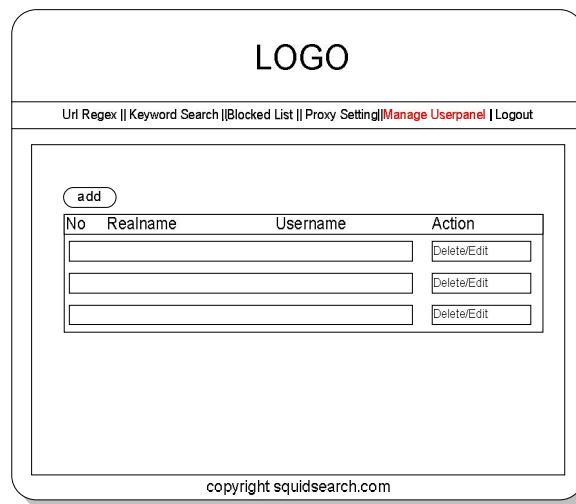 LOGO
Url Regex || Keyword Search ||Blocked List || Proxy Setting||Manage Userpanel | Logout
add
No Realname Username Action
Delete/Edit
Delete/Edit
Delete/Edit
copyright squidsearch.com